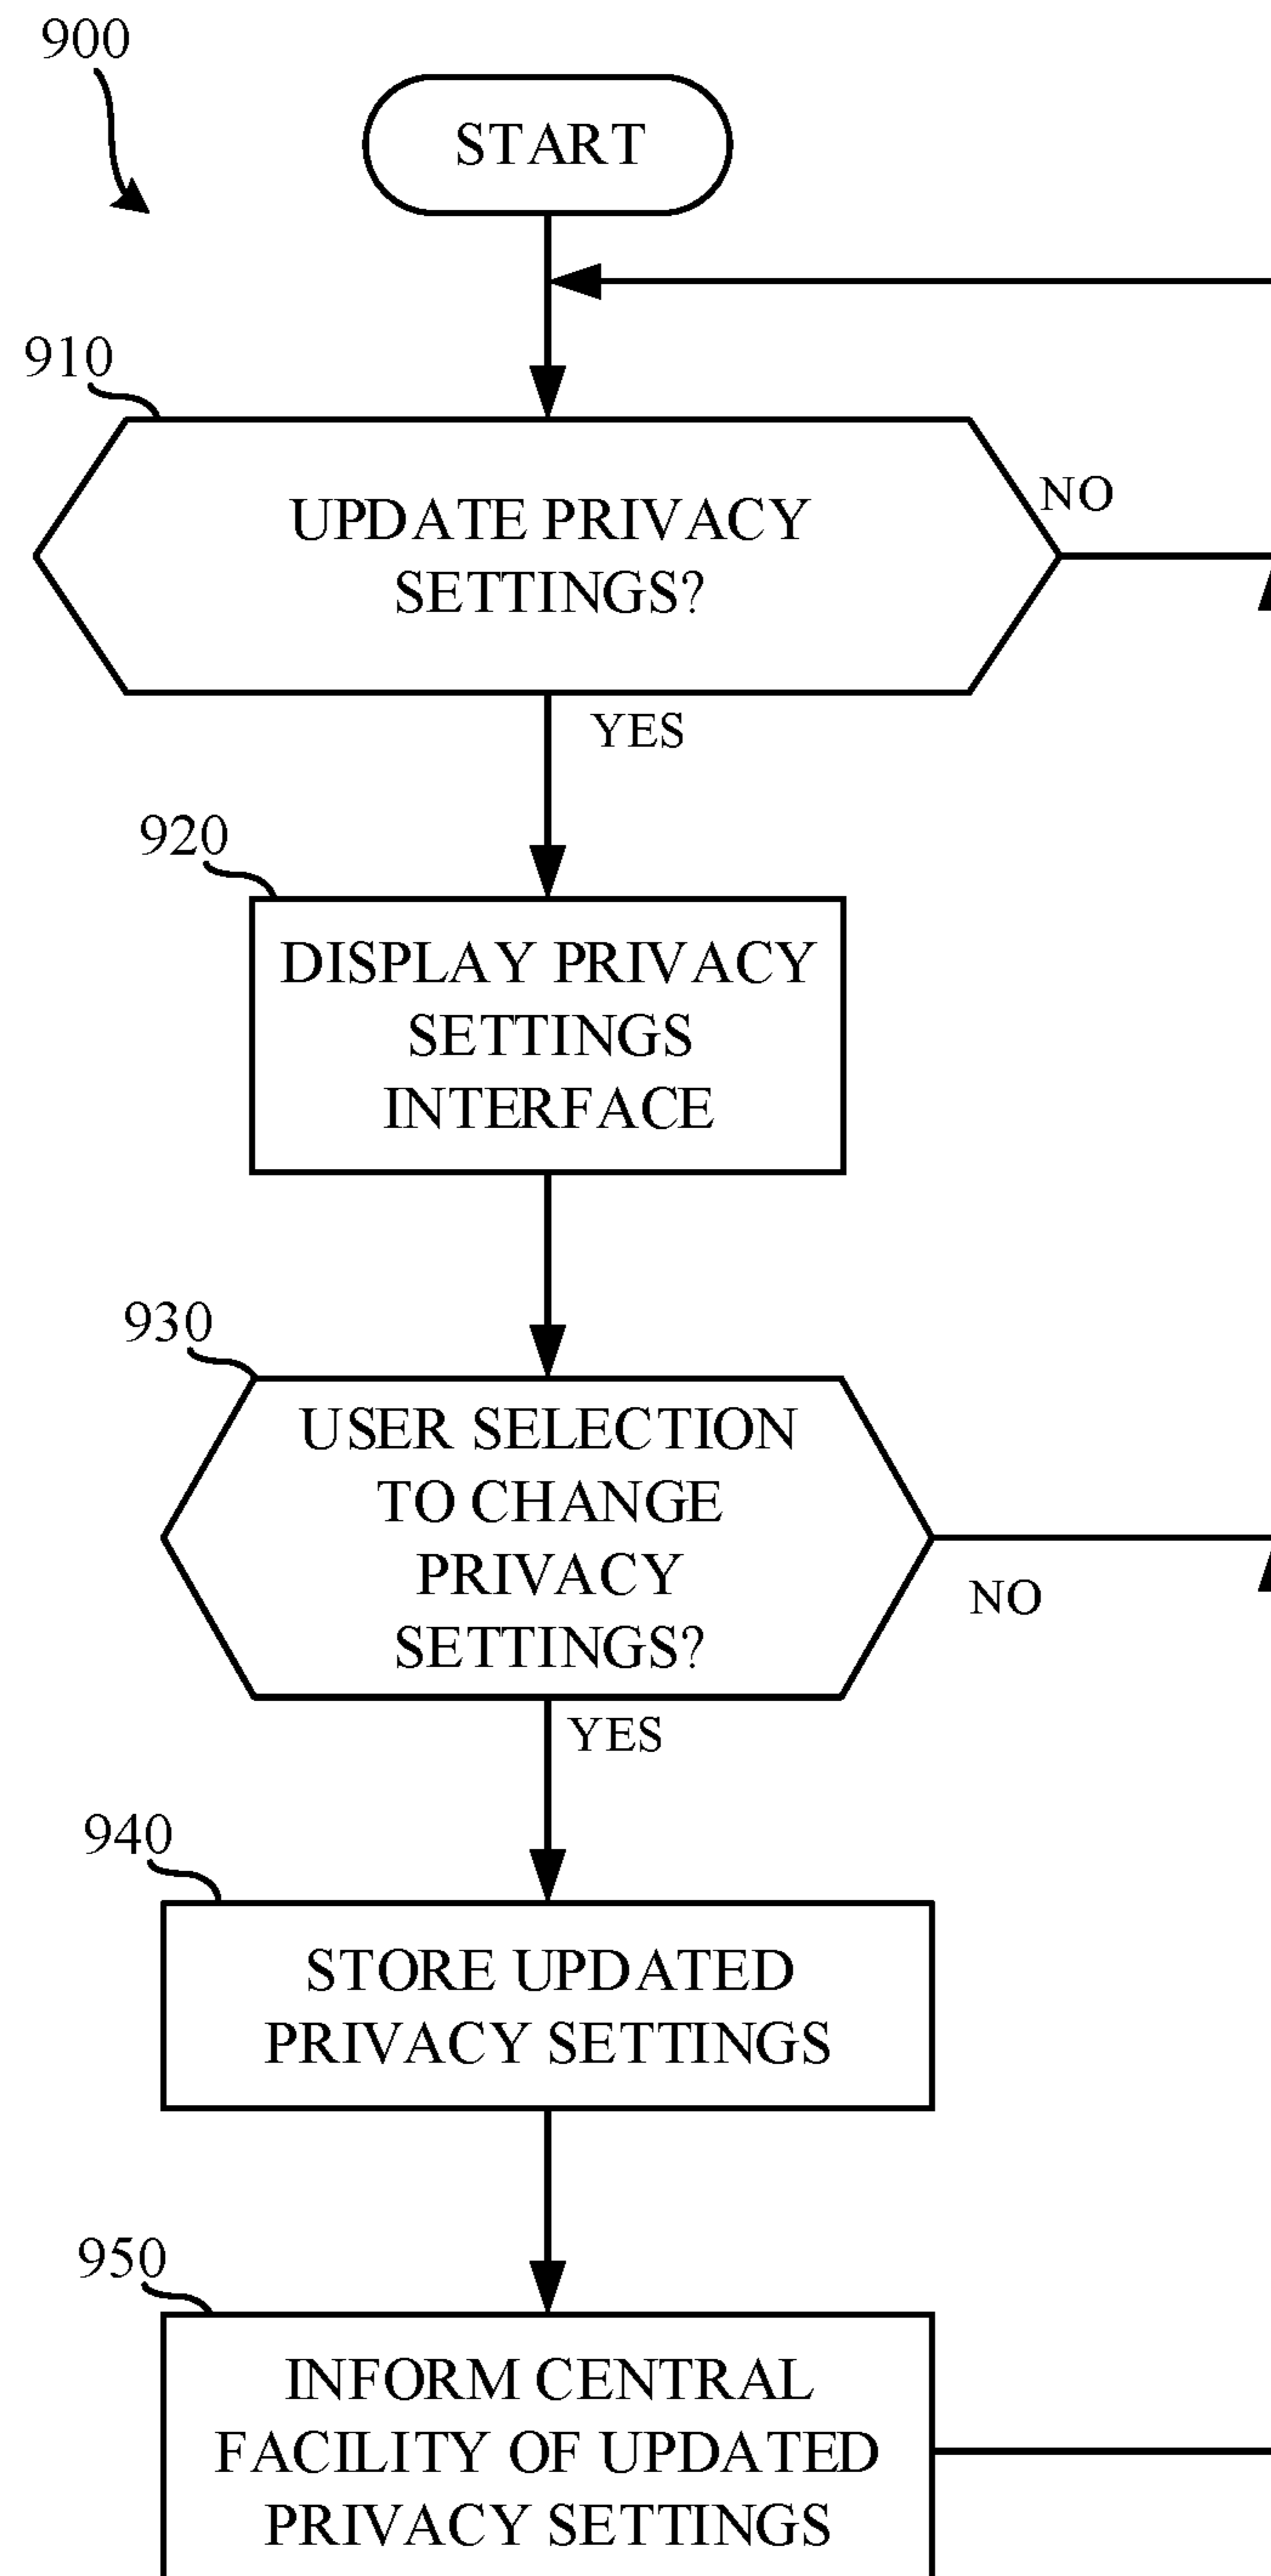 900
START
910
UPDATE PRIVACY
SETTINGS?
NO
YES
920
DISPLAY PRIVACY
SETTINGS
INTERFACE
930
USER SELECTION
TO CHANGE
PRIVACY
SETTINGS?
NO
YES
940
STORE UPDATED
PRIVACY SETTINGS
950
INFORM CENTRAL
FACILITY OF UPDATED
PRIVACY SETTINGS